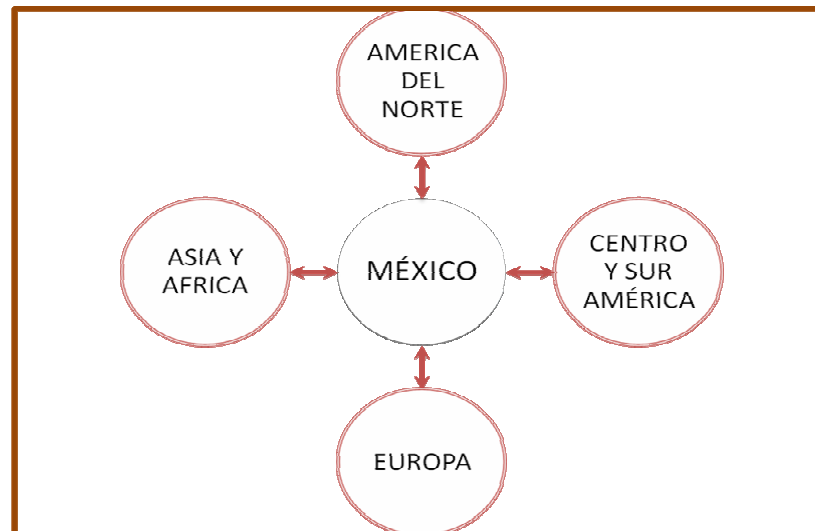 AMERICA
DEL
NORTE
ASIA Y
AFRICA
MÉXICO
CENTRO
Y SUR
AMÉRICA
EUROPA